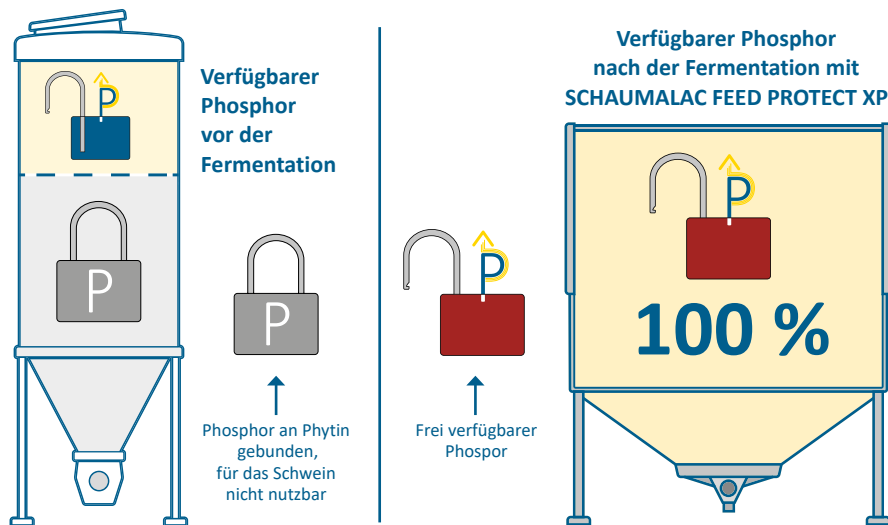 Verfügbarer
Phosphor
vor der
Fermentation
P
P
P
Phosphor an Phytin
gebunden,
für das Schwein
nicht nutzbar
P
Frei verfügbarer
Phospor
Verfügbarer Phosphor
nach der Fermentation mit
SCHAUMALAC FEED PROTECT XP
P
100 %